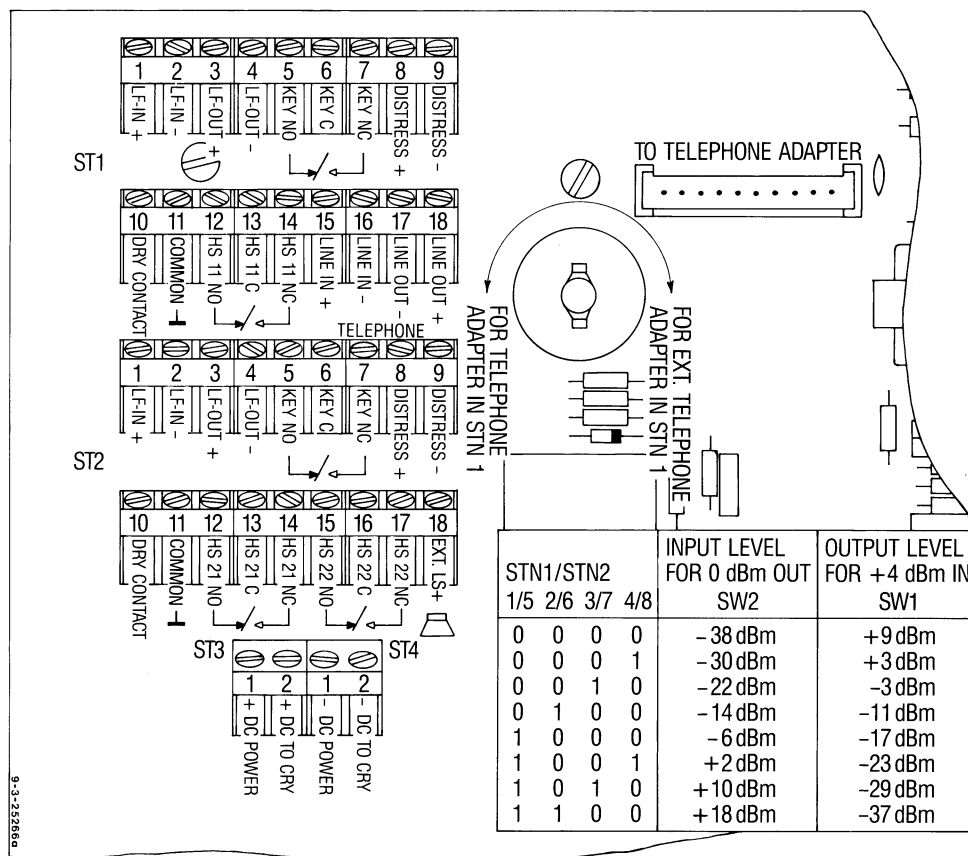 1 2 3 4 5 6 7 8 9
LF-IN +
LF-IN -
LF-OUT +
LF-OUT -
KEY NO
KEY C
KEY NC
DISTRESS +
DISTRESS -
ST1
TO TELEPHONE ADAPTER
10 11 12 13 14 15 16 17 18
DRY CONTACT
COMMON
HS 11 NO
HS 11 C
HS 11 NC
LINE IN +
LINE IN -
LINE OUT -
LINE OUT +
TELEPHONE
FOR TELEPHONE
ADAPTER IN STN 1
FOR EXT. TELEPHONE
ADAPTER IN STN 1
1 2 3 4 5 6 7 8 9
LF-IN +
LF-IN -
LF-OUT +
LF-OUT -
KEY NO
KEY C
KEY NC
DISTRESS +
DISTRESS -
ST2
10 11 12 13 14 15 16 17 18
DRY CONTACT
COMMON
HS 21 NO
HS 21 C
HS 21 NC
HS 22 NO
HS 22 C
HS 22 NC
EXT. LS+
ST3 ST4
1 2 1 2
+ DC POWER
+ DC TO CRY
- DC POWER
- DC TO CRY
STN1/STN2
1/5 2/6 3/7 4/8
INPUT LEVEL
FOR 0 dBm OUT
SW2
OUTPUT LEVEL
FOR +4 dBm IN
SW1
0 0 0 0 -38 dBm +9 dBm
0 0 0 1 -30 dBm +3 dBm
0 0 1 0 -22 dBm -3 dBm
0 1 0 0 -14 dBm -11 dBm
1 0 0 0 -6 dBm -17 dBm
1 0 0 1 +2 dBm -23 dBm
1 0 1 0 +10 dBm -29 dBm
1 1 0 0 +18 dBm -37 dBm
9-3-25266a